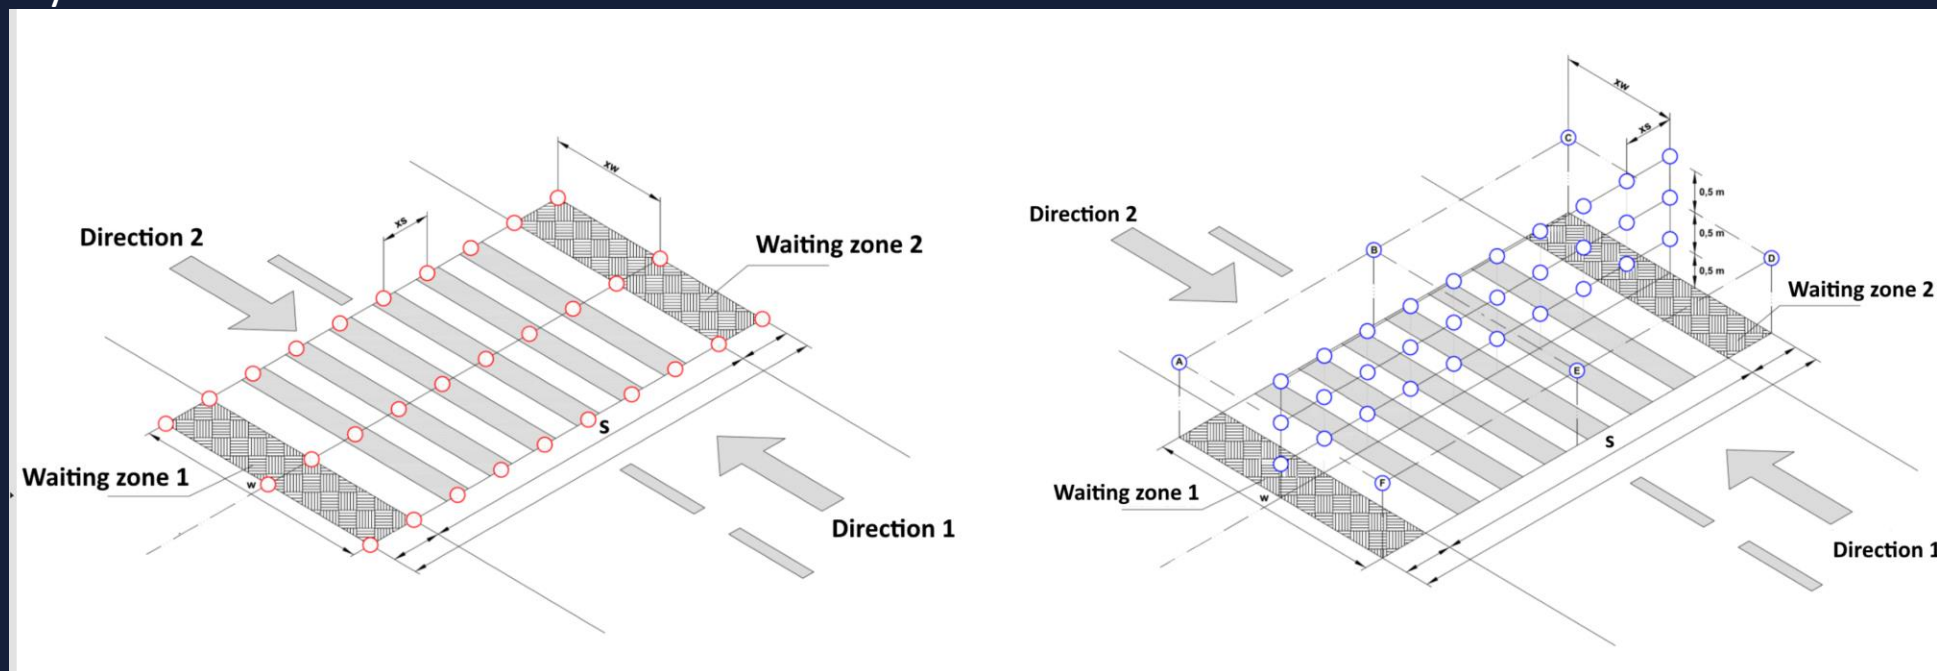 xw
xs
Direction 2
Waiting zone 2
S
Waiting zone 1
w
Direction 1
xw
xs
C
0,5 m
0,5 m
0,5 m
Direction 2
B
D
Waiting zone 2
A
E
S
F
Waiting zone 1
w
Direction 1